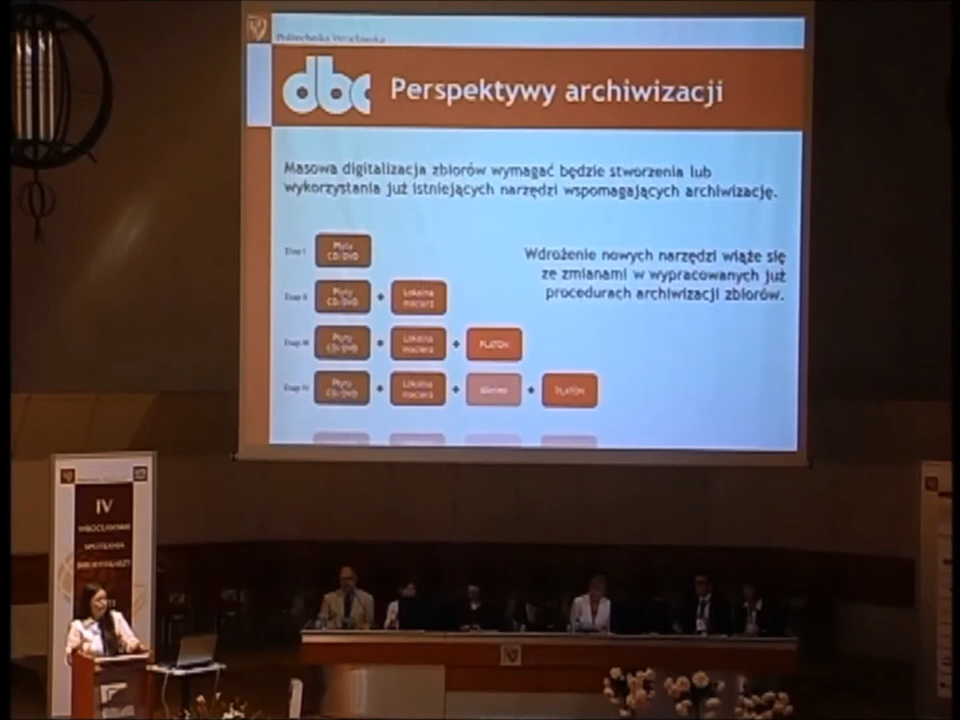 Politechnika Wrocławska
dbc
Perspektywy archiwizacji
Masowa digitalizacja zbiorów wymagać będzie stworzenia lub
wykorzystania już istniejących narzędzi wspomagających archiwizację.
Wdrożenie nowych narzędzi wiąże się
ze zmianami w wypracowanych już
procedurach archiwizacji zbiorów.
Etap I
Płyty
CD/DVD
Etap II
Płyty
CD/DVD
+
Lokalna
macierz
Etap III
Płyty
CD/DVD
+
Lokalna
macierz
+
PLATON
Etap IV
Płyty
CD/DVD
+
Lokalna
macierz
+
+
PLATON
IV
WROCŁAWSKIE
SPOTKANIA
BIBLIOTEKARZY